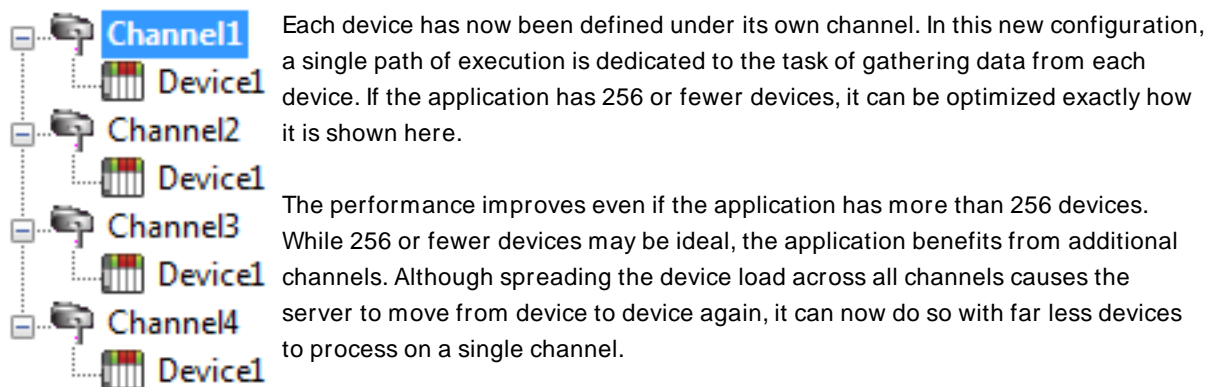 Channel1
Device1
Channel2
Device1
Channel3
Device1
Channel4
Device1
Each device has now been defined under its own channel. In this new configuration,
a single path of execution is dedicated to the task of gathering data from each
device. If the application has 256 or fewer devices, it can be optimized exactly how
it is shown here.
The performance improves even if the application has more than 256 devices.
While 256 or fewer devices may be ideal, the application benefits from additional
channels. Although spreading the device load across all channels causes the
server to move from device to device again, it can now do so with far less devices
to process on a single channel.